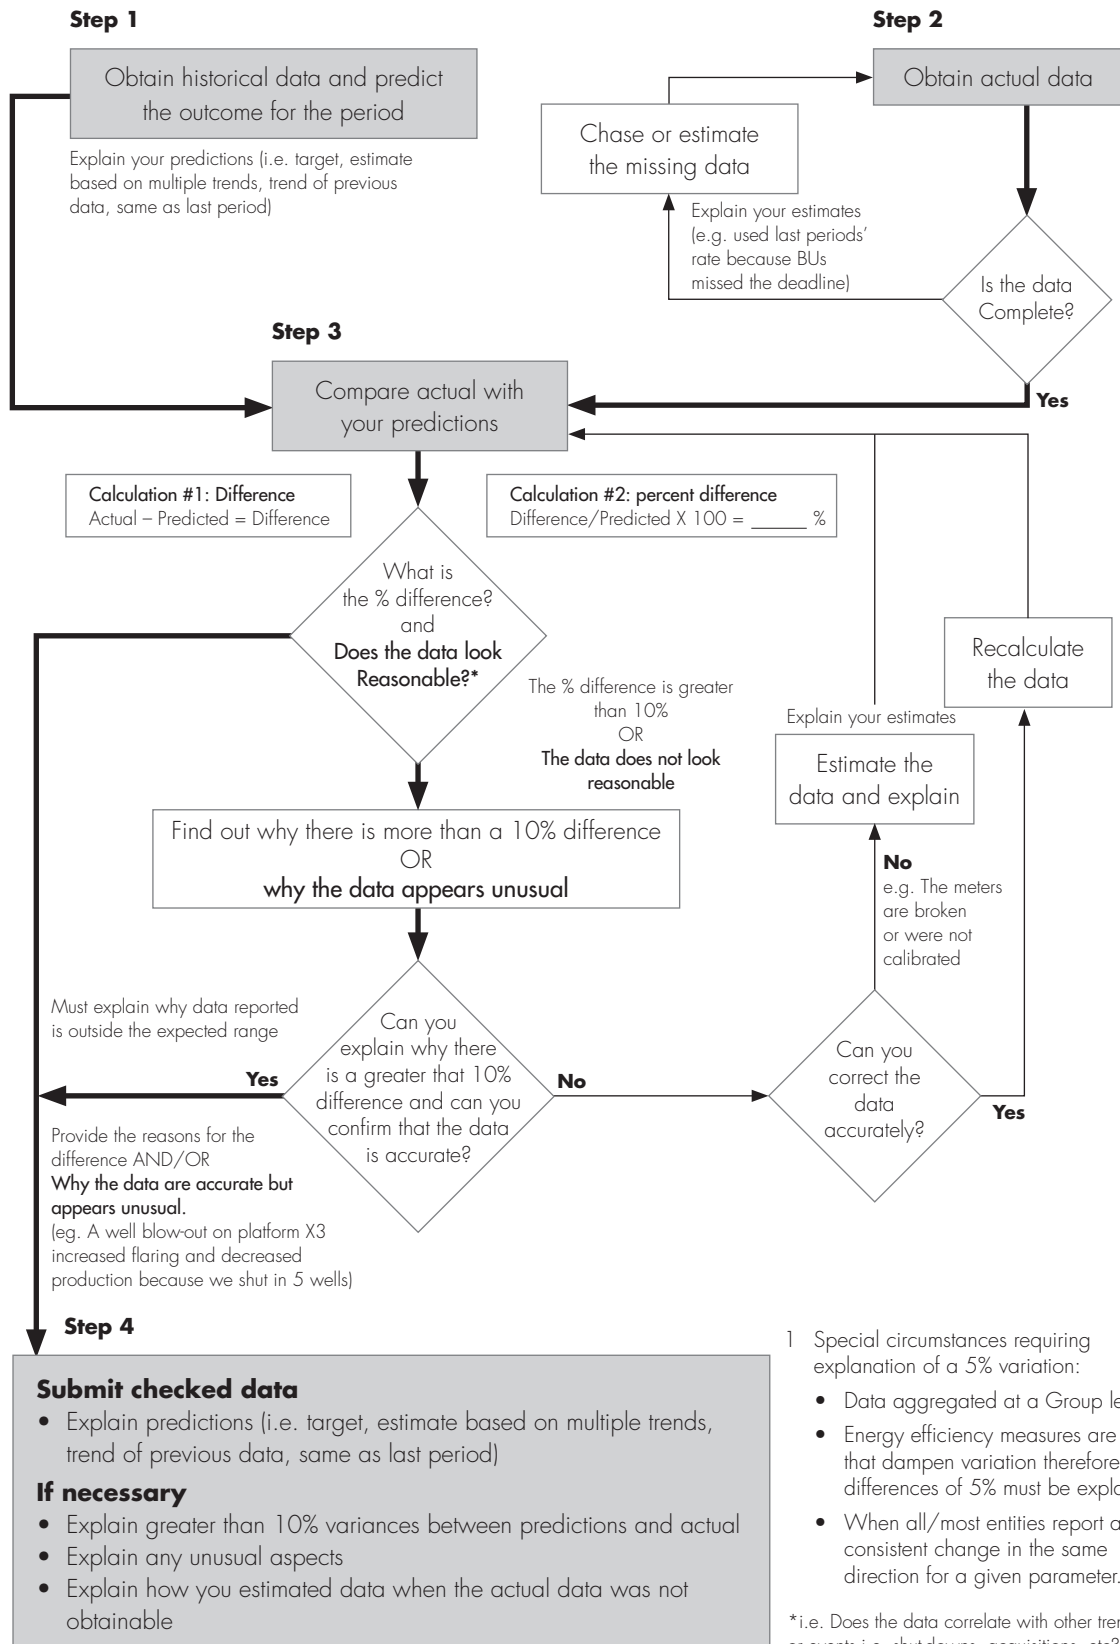 Step 1
Obtain historical data and predict
the outcome for the period
Explain your predictions (i.e. target, estimate
based on multiple trends, trend of previous
data, same as last period)
Step 2
Obtain actual data
Chase or estimate
the missing data
Explain your estimates
(e.g. used last periods’
rate because BUs
missed the deadline)
Is the data
Complete?
Yes
Step 3
Compare actual with
your predictions
Calculation #1: Difference
Actual – Predicted = Difference
Calculation #2: percent difference
Difference/Predicted X 100 = ______ %
What is
the % difference?
and
Does the data look
Reasonable?*
The % difference is greater
than 10%
OR
The data does not look
reasonable
Recalculate
the data
Explain your estimates
Estimate the
data and explain
Find out why there is more than a 10% difference
OR
why the data appears unusual
No
e.g. The meters
are broken
or were not
calibrated
Must explain why data reported
is outside the expected range
Can you
explain why there
is a greater that 10%
difference and can you
confirm that the data
is accurate?
Yes
No
Can you
correct the
data
accurately?
Yes
Provide the reasons for the
difference AND/OR
Why the data are accurate but
appears unusual.
(eg. A well blow-out on platform X3
increased flaring and decreased
production because we shut in 5 wells)
Step 4
Submit checked data
• Explain predictions (i.e. target, estimate based on multiple trends,
trend of previous data, same as last period)
If necessary
• Explain greater than 10% variances between predictions and actual
• Explain any unusual aspects
• Explain how you estimated data when the actual data was not
obtainable
1 Special circumstances requiring
explanation of a 5% variation:
• Data aggregated at a Group
• Energy efficiency measures are
that dampen variation therefore
differences of 5% must be
• When all/most entities report a
consistent change in the same
direction for a given parameter.
*i.e. Does the data correlate with other